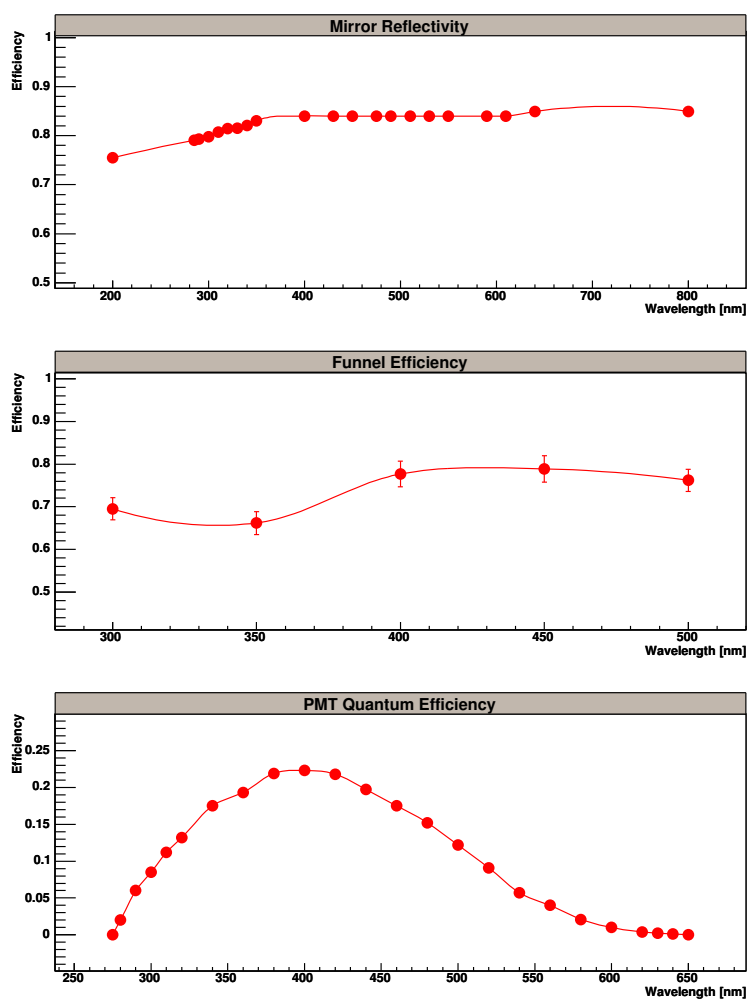 Mirror Reflectivity
Efficiency
1
0.9
0.8
0.7
0.6
0.5
200 300 400 500 600 700 800
Wavelength [nm]
Funnel Efficiency
Efficiency
1
0.9
0.8
0.7
0.6
0.5
300 350 400 450 500
Wavelength [nm]
PMT Quantum Efficiency
Efficiency
0.25
0.2
0.15
0.1
0.05
0
250 300 350 400 450 500 550 600 650
Wavelength [nm]